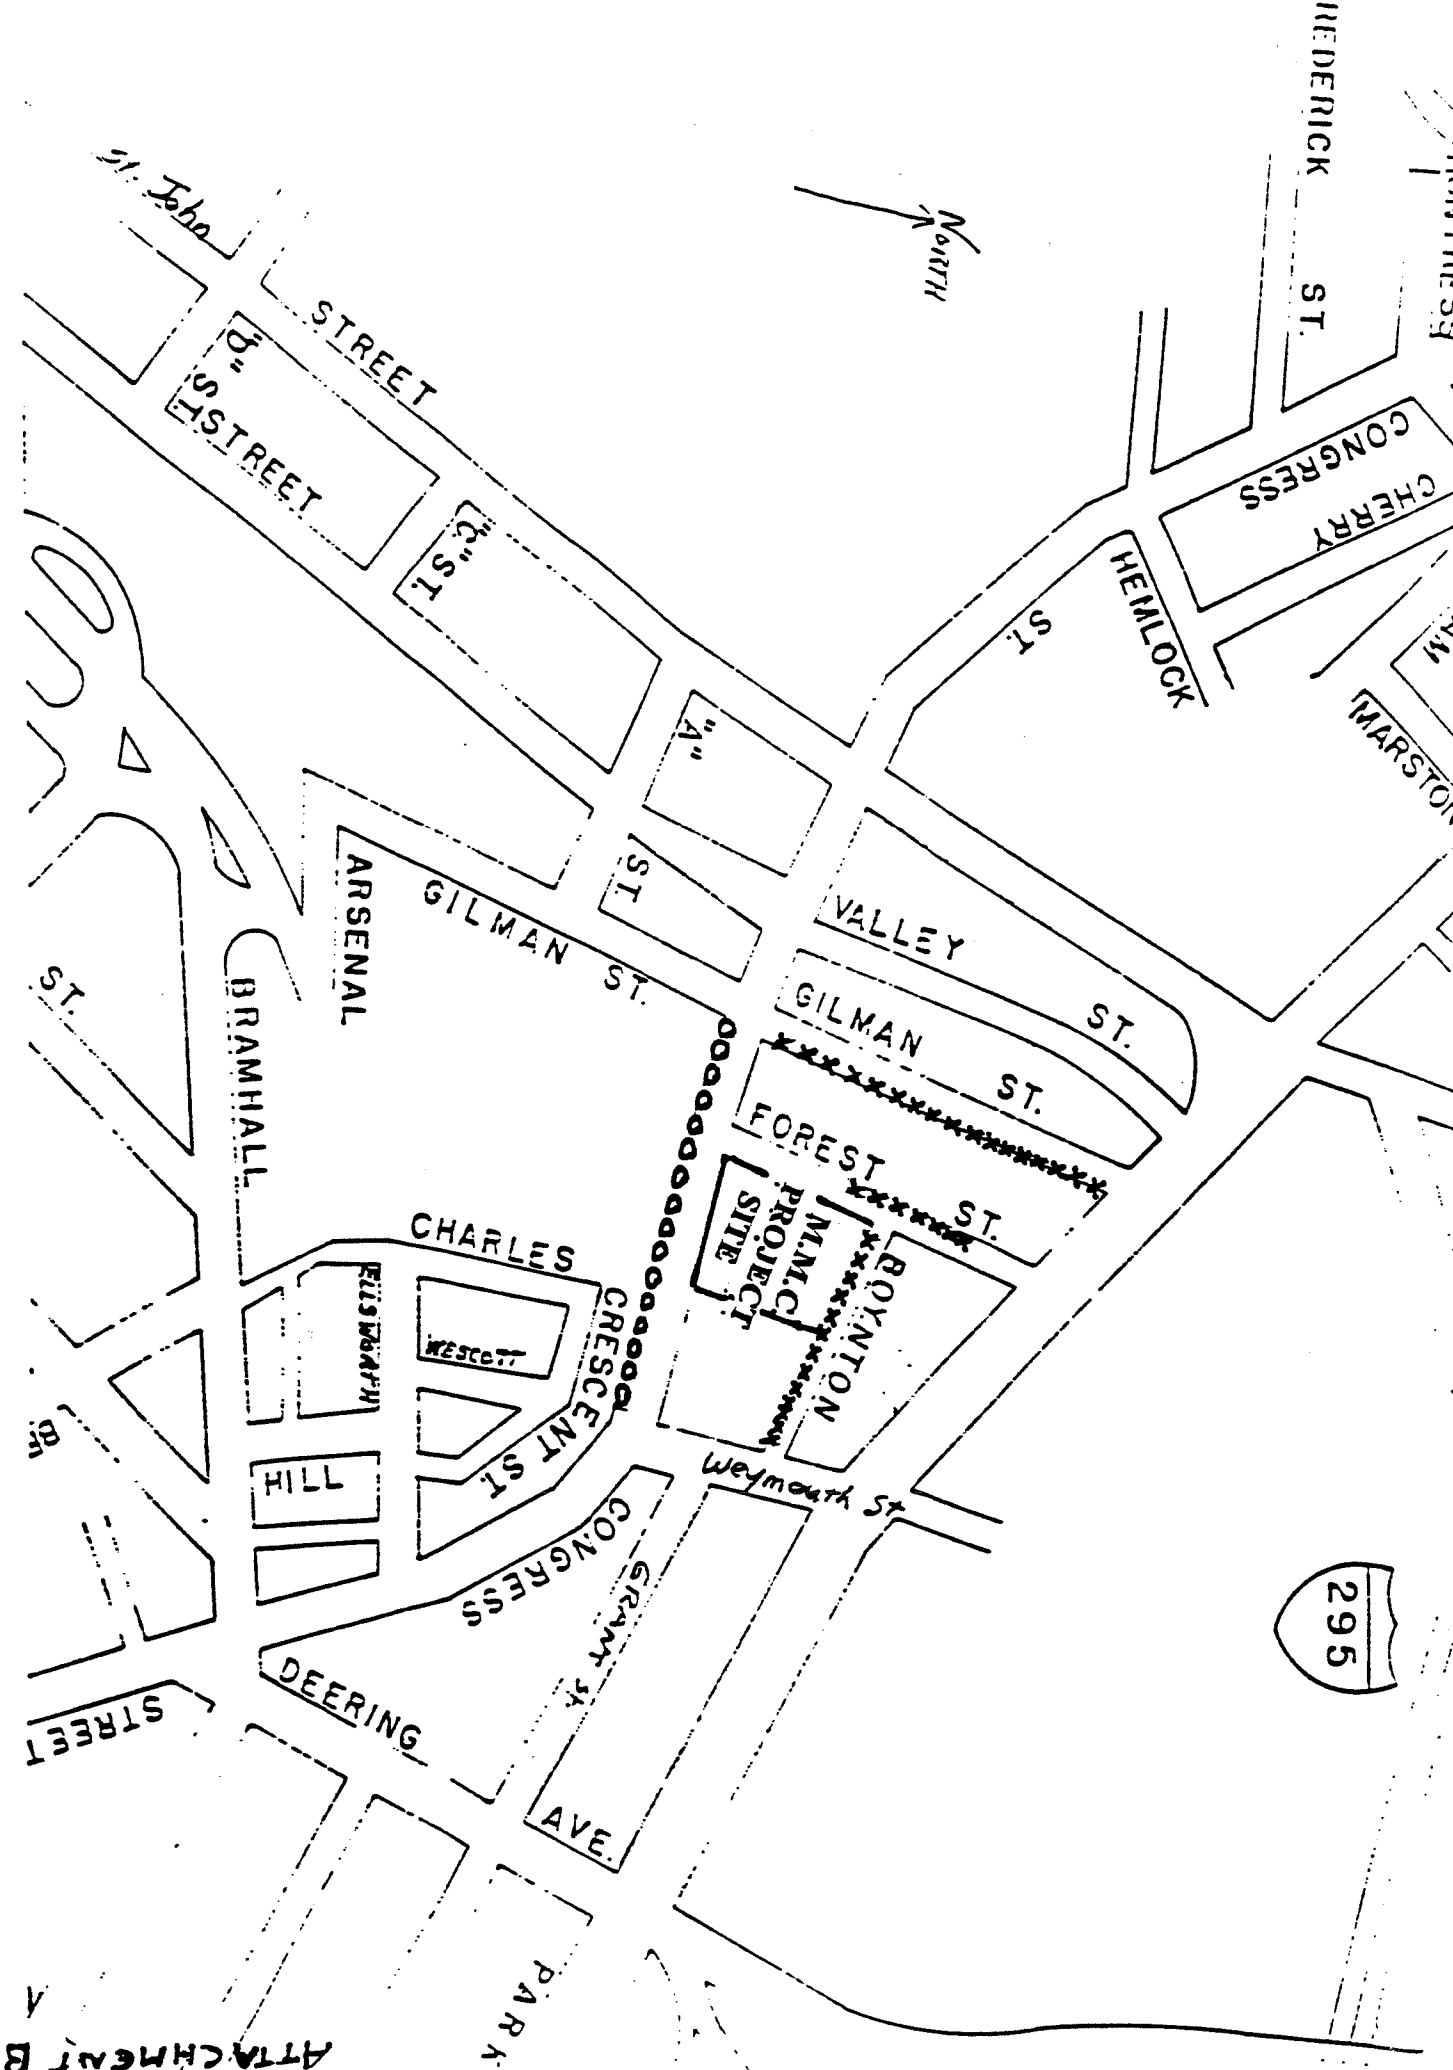 REDERICK ST.
St. John
NORTH
STREET
"D" ST.
STREET
"C" ST.
CONGRESS
CHERRY
HEMLOCK
ST.
MARSTON
"A"
ST.
VALLEY ST.
GILMAN ST.
GILMAN ST.
ARSENAL
ST.
BRAMHALL
FOREST ST.
M.M.C.
PROJECT
SITE
BOYNTON
CHARLES
ELLSWORTH
WESCOTT
CRESCENT ST.
HILL
Weymouth St
CONGRESS
GRANT St.
295
DEERING
AVE.
STREET
PARK
ATTACHMENT B